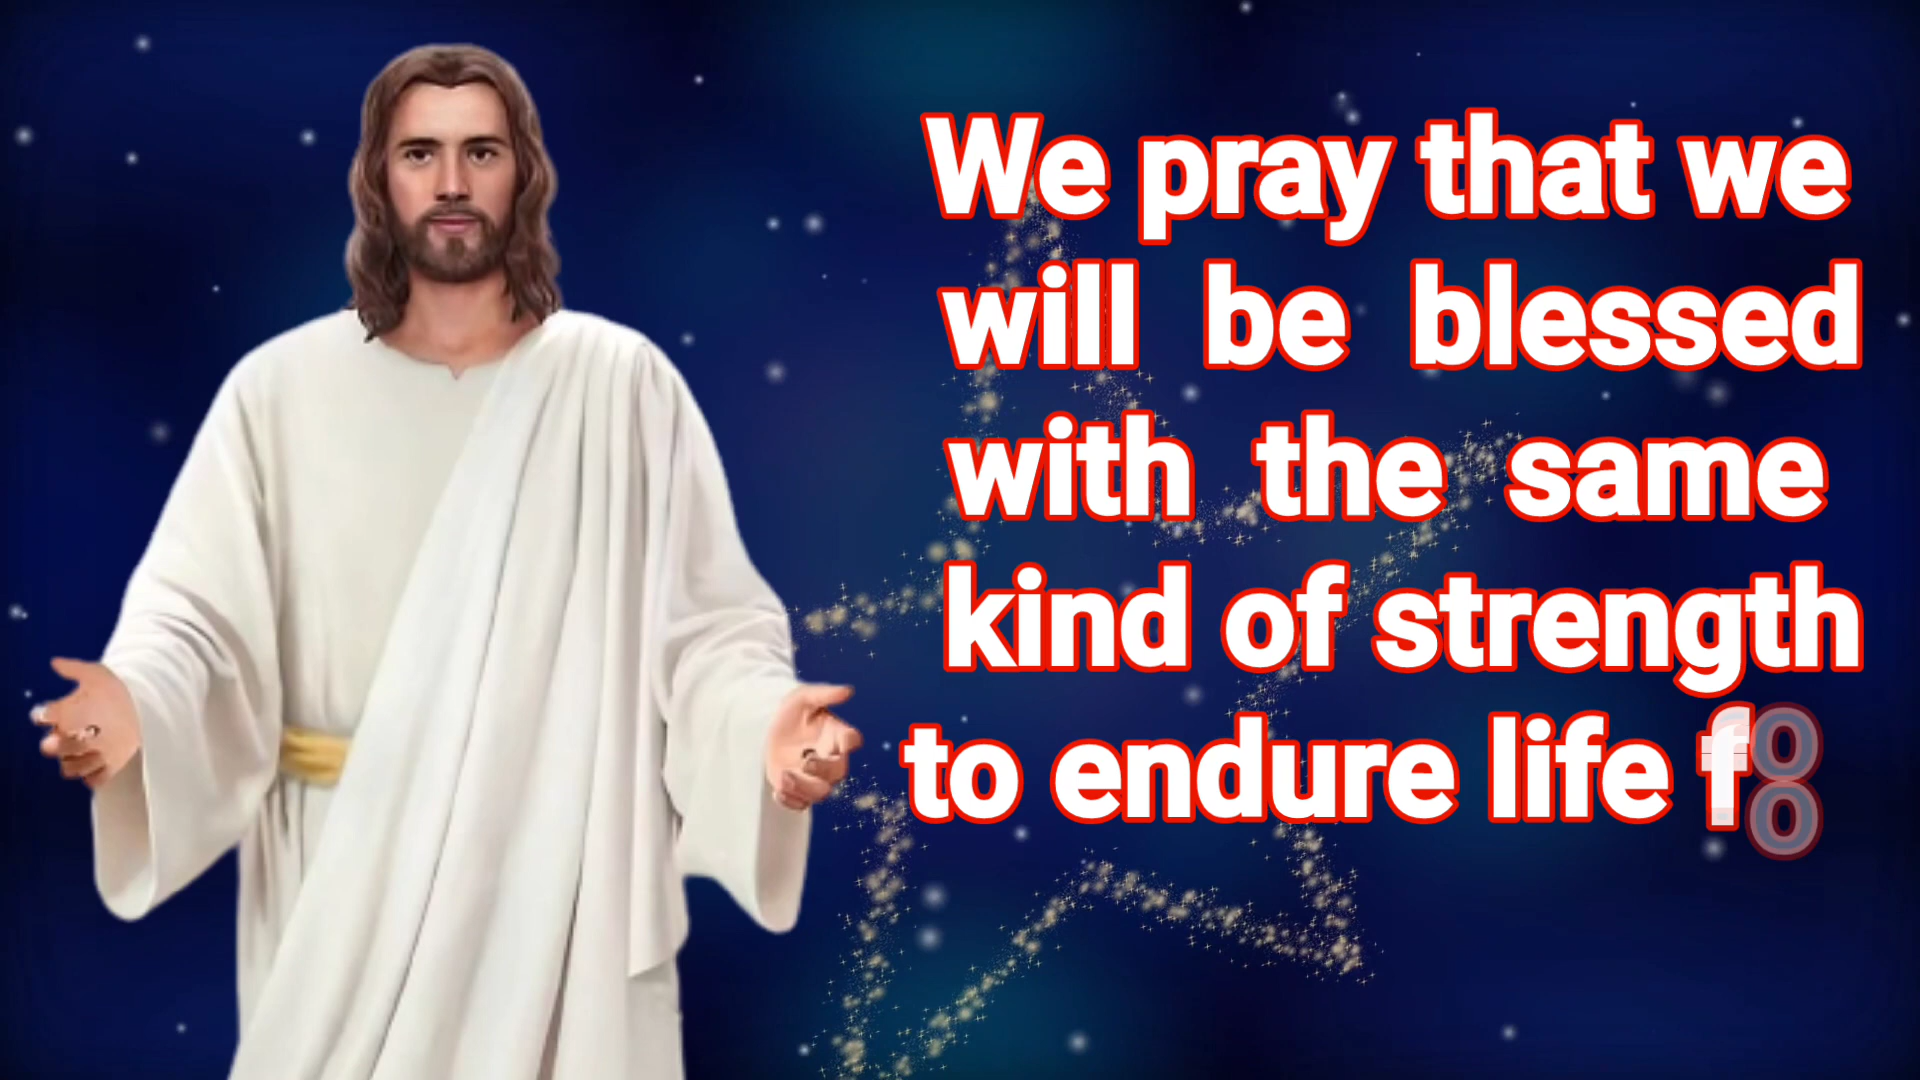 We pray that we
will be blessed
with the same
kind of strength
to endure life f